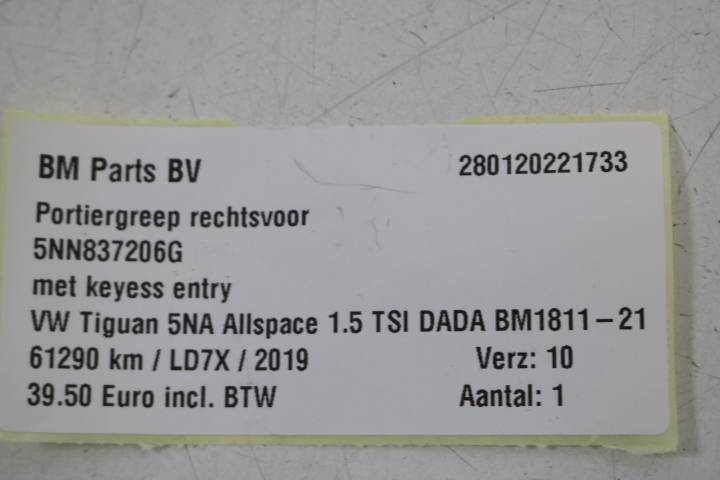 BM Parts BV 280120221733
Portiergreep rechtsvoor
5NN837206G
met keyess entry
VW Tiguan 5NA Allspace 1.5 TSI DADA BM1811-21
61290 km / LD7X / 2019 Verz: 10
39.50 Euro incl. BTW Aantal: 1